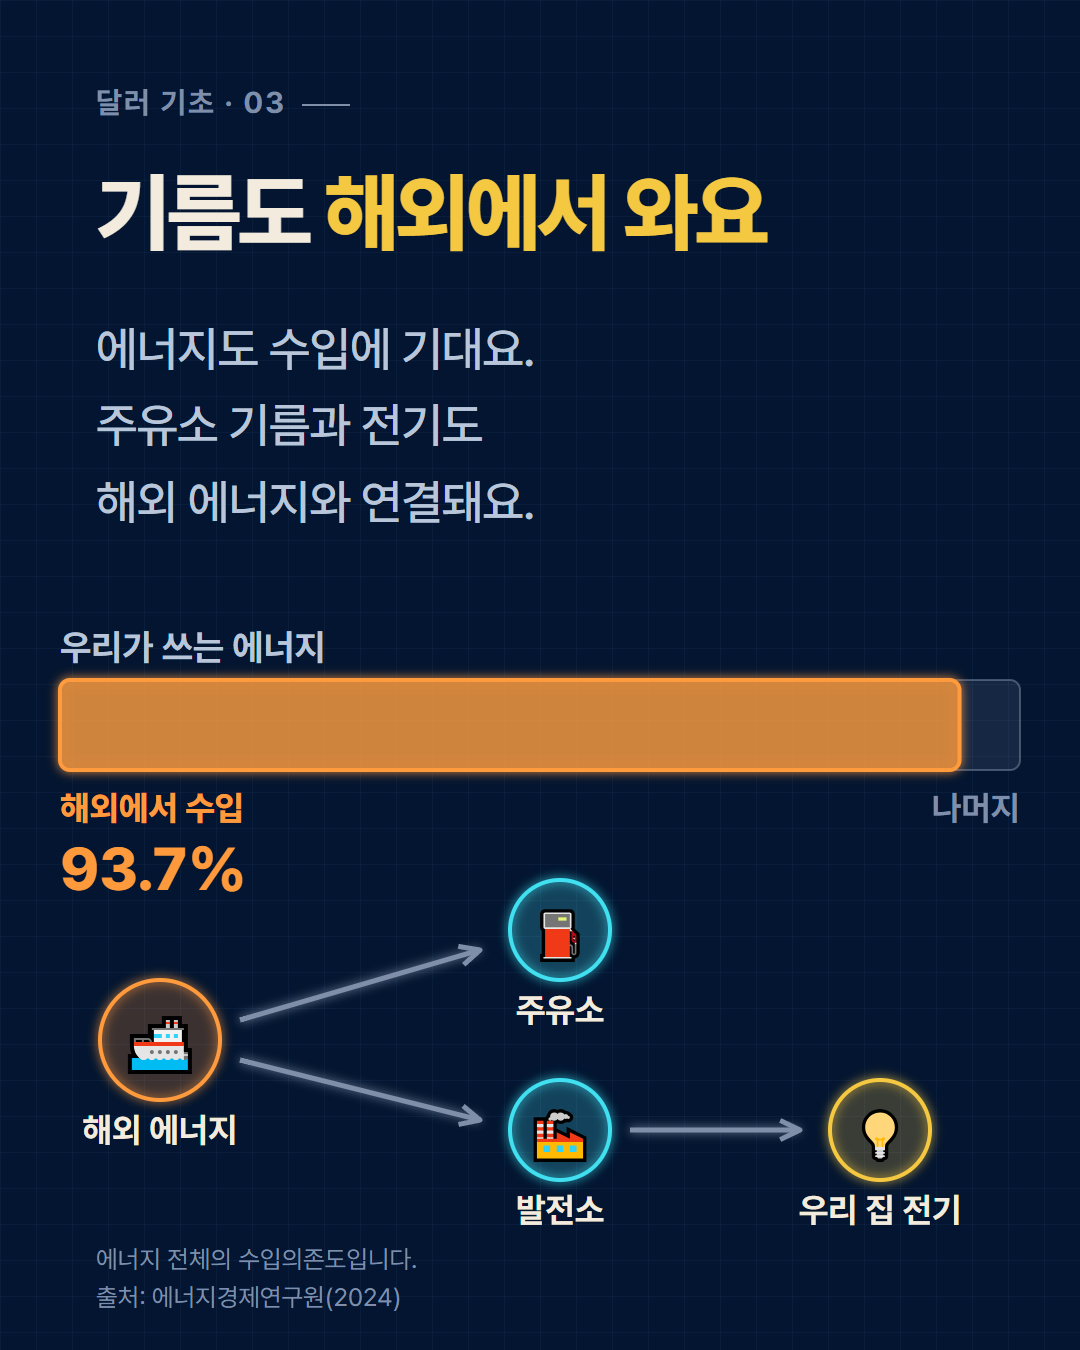 달러 기초 · 03
기름도 해외에서 와요
에너지도 수입에 기대요.
주유소 기름과 전기도
해외 에너지와 연결돼요.
우리가 쓰는 에너지
해외에서 수입
나머지
93.7%
주유소
해외 에너지
발전소
우리 집 전기
에너지 전체의 수입의존도입니다.
출처: 에너지경제연구원(2024)